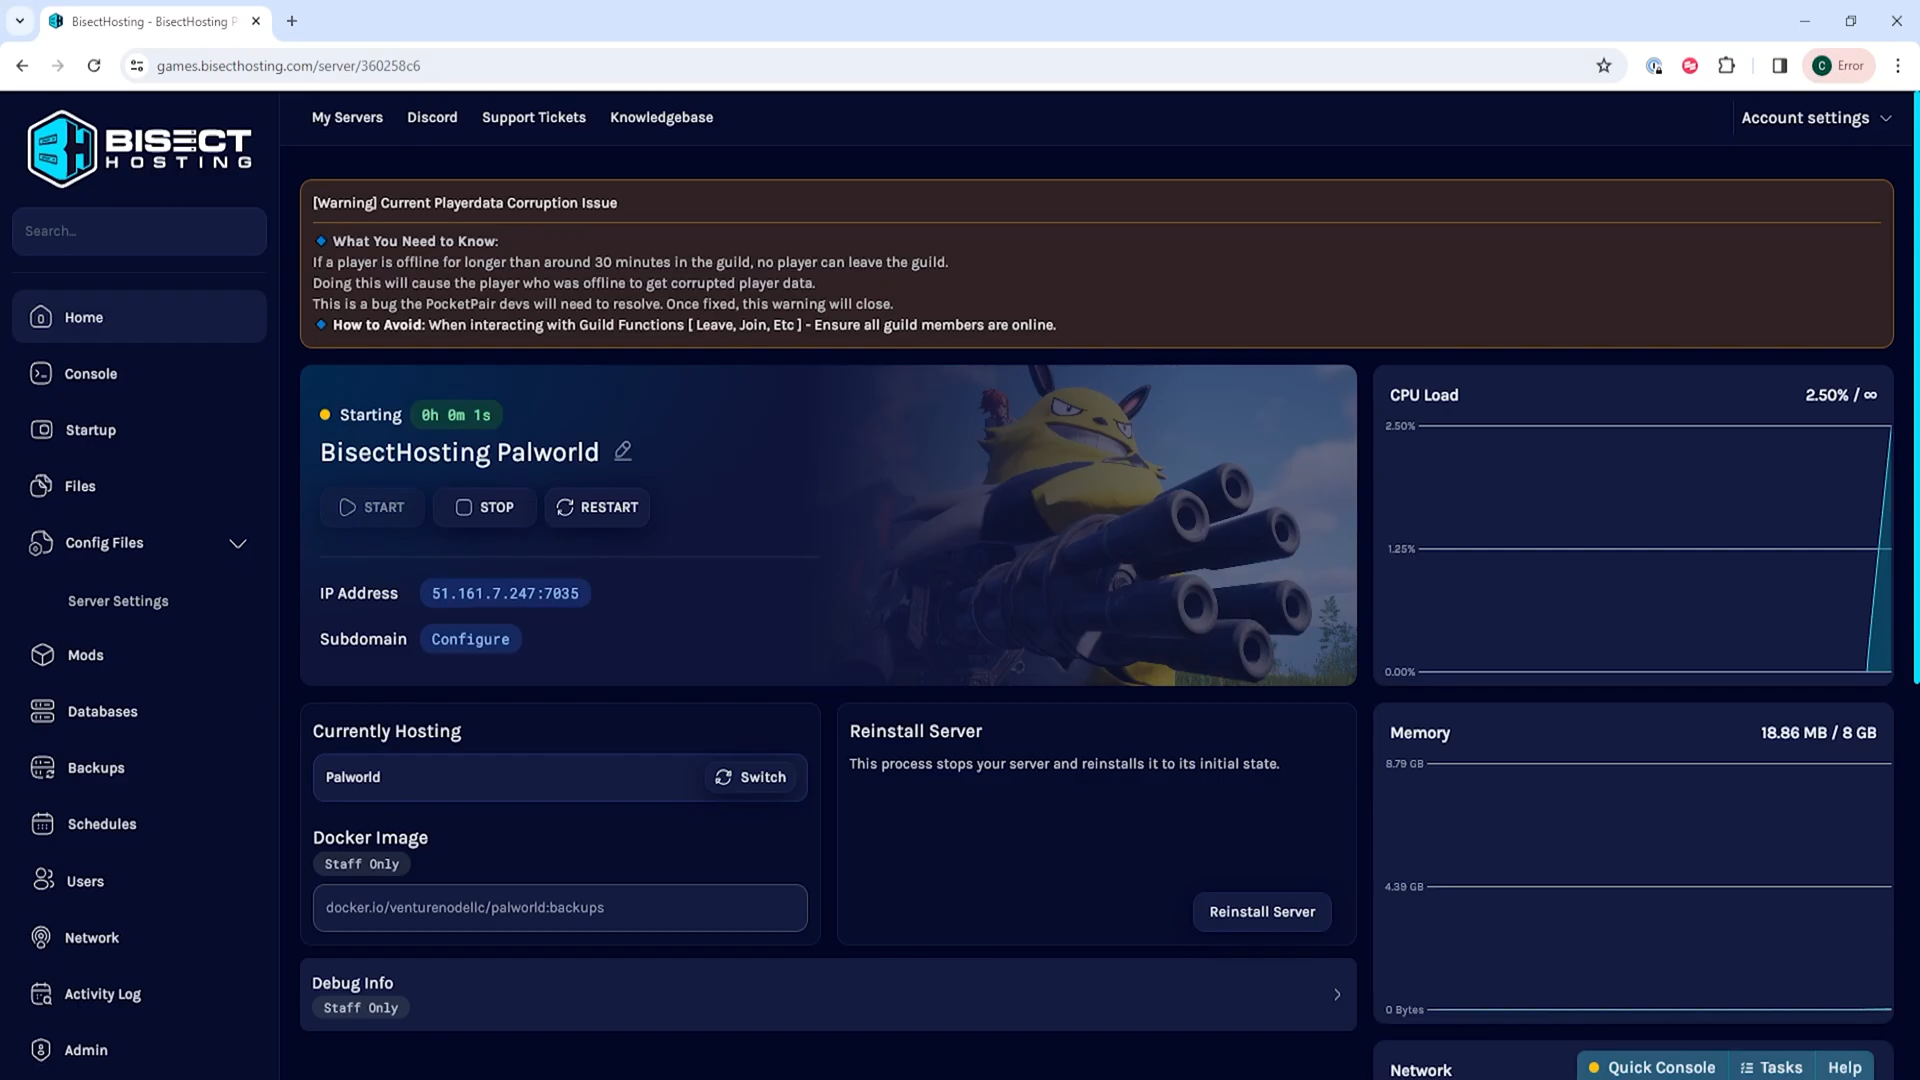 BisectHosting - BisectHosting P
games.bisecthosting.com/server/360258c6
C Error
BISECT
HOSTING
My Servers Discord Support Tickets Knowledgebase Account settings
Search...
Home
Console
Startup
Files
Config Files
Server Settings
Mods
Databases
Backups
Schedules
Users
Network
Activity Log
Admin
[Warning] Current Playerdata Corruption Issue
What You Need to Know:
If a player is offline for longer than around 30 minutes in the guild, no player can leave the guild.
Doing this will cause the player who was offline to get corrupted player data.
This is a bug the PocketPair devs will need to resolve. Once fixed, this warning will close.
How to Avoid: When interacting with Guild Functions [ Leave, Join, Etc ] - Ensure all guild members are online.
Starting 0h 0m 1s
BisectHosting Palworld
START STOP RESTART
IP Address 51.161.7.247:7035
Subdomain Configure
CPU Load 2.50% / ∞
2.50%
1.25%
0.00%
Currently Hosting
Palworld Switch
Docker Image
Staff Only
docker.io/venturenodellc/palworld:backups
Reinstall Server
This process stops your server and reinstalls it to its initial state.
Reinstall Server
Memory 18.86 MB / 8 GB
8.79 GB
4.39 GB
0 Bytes
Debug Info
Staff Only
Network
Quick Console Tasks Help